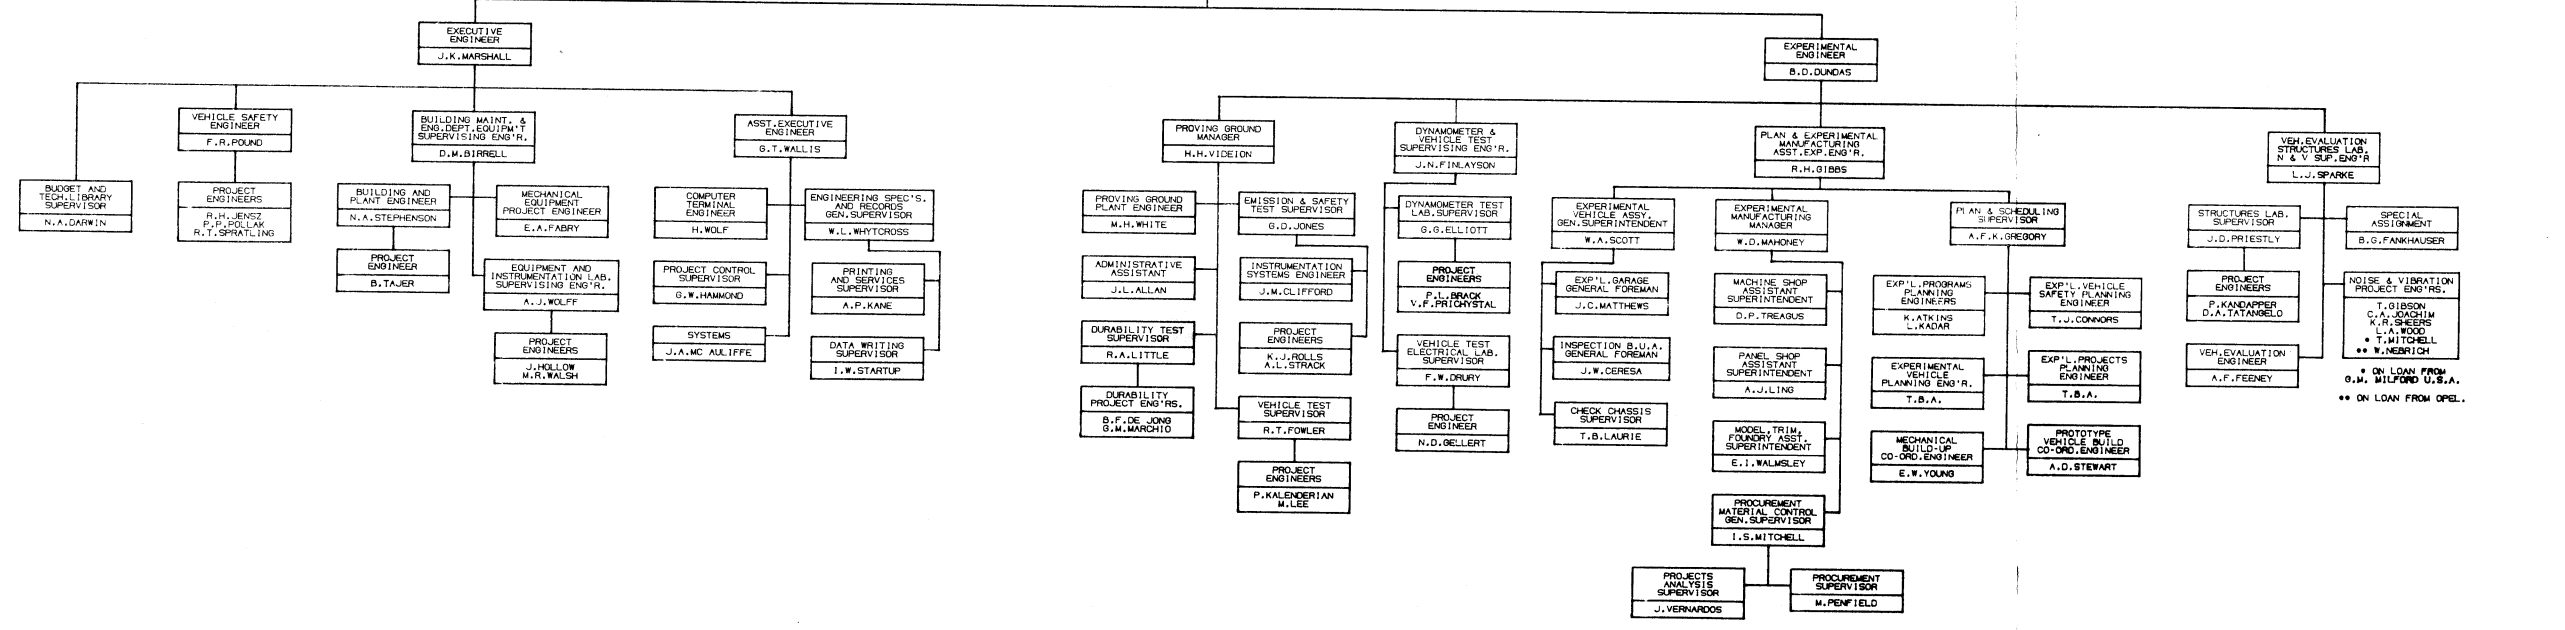 EXECUTIVE
ENGINEER
J.K.MARSHALL
EXPERIMENTAL
ENGINEER
B.D.DUNDAS
BUDGET AND
TECH.LIBRARY
SUPERVISOR
N.A.DARWIN
VEHICLE SAFETY
ENGINEER
F.R.POUND
PROJECT
ENGINEERS
R.H.JENSZ
P.P.POLLAK
R.T.SPRATLING
BUILDING MAINT. &
ENG.DEPT.EQUIPM'T
SUPERVISING ENG'R.
D.M.BIRRELL
BUILDING AND
PLANT ENGINEER
N.A.STEPHENSON
PROJECT
ENGINEER
B.TAJER
MECHANICAL
EQUIPMENT
PROJECT ENGINEER
E.A.FABRY
EQUIPMENT AND
INSTRUMENTATION LAB.
SUPERVISING ENG'R.
A.J.WOLFF
PROJECT
ENGINEERS
J.HOLLOW
M.R.WALSH
ASST.EXECUTIVE
ENGINEER
G.T.WALLIS
COMPUTER
TERMINAL
ENGINEER
H.WOLF
PROJECT CONTROL
SUPERVISOR
G.W.HAMMOND
SYSTEMS
J.A.MC AULIFFE
ENGINEERING SPEC'S.
AND RECORDS
GEN.SUPERVISOR
W.L.WHYTCROSS
PRINTING
AND SERVICES
SUPERVISOR
A.P.KANE
DATA WRITING
SUPERVISOR
I.W.STARTUP
PROVING GROUND
MANAGER
H.H.VIDEION
PROVING GROUND
PLANT ENGINEER
M.H.WHITE
ADMINISTRATIVE
ASSISTANT
J.L.ALLAN
DURABILITY TEST
SUPERVISOR
R.A.LITTLE
DURABILITY
PROJECT ENG'RS.
B.F.DE JONG
G.M.MARCHIO
EMISSION & SAFETY
TEST SUPERVISOR
G.D.JONES
INSTRUMENTATION
SYSTEMS ENGINEER
J.M.CLIFFORD
PROJECT
ENGINEERS
K.J.ROLLS
A.L.STRACK
VEHICLE TEST
SUPERVISOR
R.T.FOWLER
PROJECT
ENGINEERS
P.KALENDERIAN
M.LEE
DYNAMOMETER &
VEHICLE TEST
SUPERVISING ENG'R.
J.N.FINLAYSON
DYNAMOMETER TEST
LAB.SUPERVISOR
G.G.ELLIOTT
PROJECT
ENGINEERS
P.L.BRACK
V.F.PRICHYSTAL
VEHICLE TEST
ELECTRICAL LAB.
SUPERVISOR
F.W.DRURY
PROJECT
ENGINEER
N.D.GELLERT
PLAN & EXPERIMENTAL
MANUFACTURING
ASST.EXP.ENG'R.
R.H.GIBBS
EXPERIMENTAL
VEHICLE ASSY.
GEN.SUPERINTENDENT
W.A.SCOTT
EXP'L.GARAGE
GENERAL FOREMAN
J.C.MATTHEWS
INSPECTION B.U.A.
GENERAL FOREMAN
J.W.CERESA
CHECK CHASSIS
SUPERVISOR
T.B.LAURIE
EXPERIMENTAL
MANUFACTURING
MANAGER
W.D.MAHONEY
MACHINE SHOP
ASSISTANT
SUPERINTENDENT
D.P.TREAGUS
PANEL SHOP
ASSISTANT
SUPERINTENDENT
A.J.LING
MODEL,TRIM,
FOUNDRY ASST.
SUPERINTENDENT
E.I.WALMSLEY
PROCUREMENT
MATERIAL CONTROL
GEN.SUPERVISOR
I.S.MITCHELL
PROJECTS
ANALYSIS
SUPERVISOR
J.VERNARDOS
PROCUREMENT
SUPERVISOR
M.PENFIELD
PLAN & SCHEDULING
SUPERVISOR
A.F.K.GREGORY
EXP'L.PROGRAMS
PLANNING
ENGINEERS
K.ATKINS
L.KADAR
EXPERIMENTAL
VEHICLE
PLANNING ENG'R.
T.B.A.
MECHANICAL
BUILD-UP
CO-ORD.ENGINEER
E.W.YOUNG
EXP'L.VEHICLE
SAFETY PLANNING
ENGINEER
T.J.CONNORS
EXP'L.PROJECTS
PLANNING
ENGINEER
T.B.A.
PROTOTYPE
VEHICLE BUILD
CO-ORD.ENGINEER
A.D.STEWART
VEH.EVALUATION
STRUCTURES LAB.
N & V SUP.ENG'R
L.J.SPARKE
STRUCTURES LAB.
SUPERVISOR
J.D.PRIESTLY
PROJECT
ENGINEERS
P.KANDAPPER
D.A.TATANGELO
VEH.EVALUATION
ENGINEER
A.F.FEENEY
SPECIAL
ASSIGNMENT
B.G.FANKHAUSER
NOISE & VIBRATION
PROJECT ENG'RS.
T.GIBSON
C.A.JOACHIM
K.R.SHEERS
L.A.WOOD
• T.MITCHELL
•• W.NEBRICH
• ON LOAN FROM
G.M. MILFORD U.S.A.
•• ON LOAN FROM OPEL.